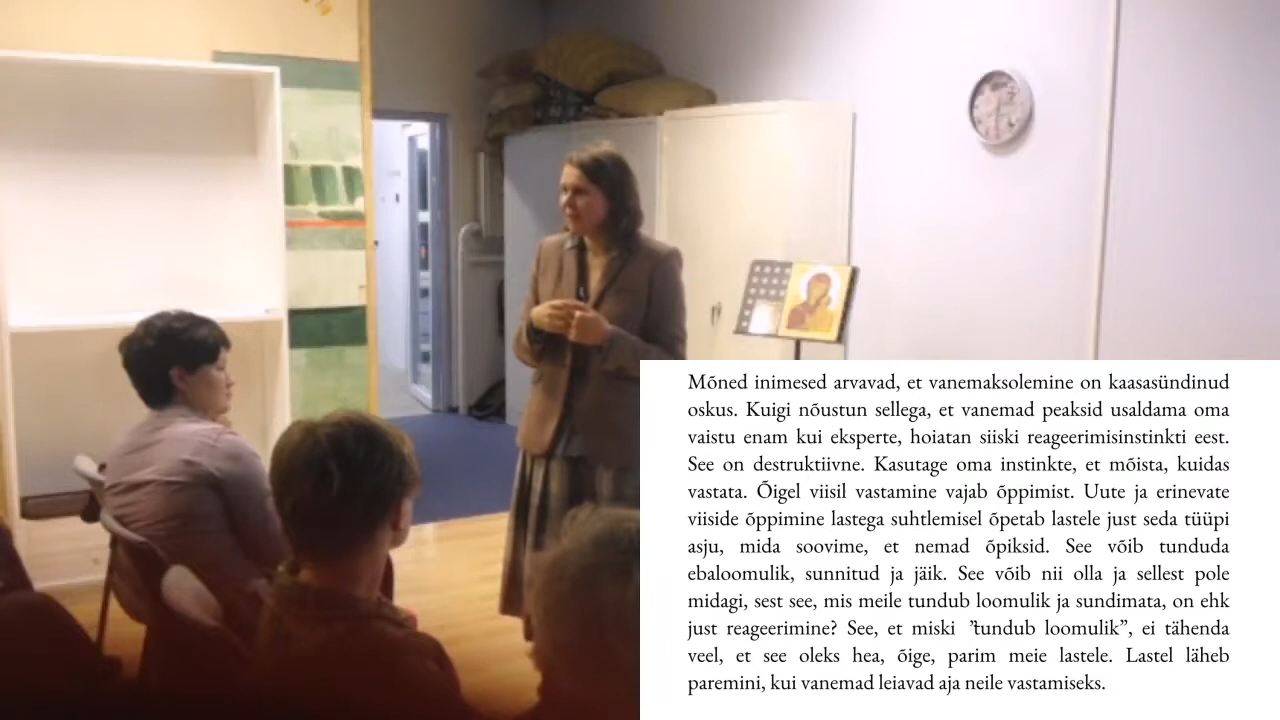 Mõned inimesed arvavad, et vanemaksolemine on kaasasündinud
oskus. Kuigi nõustun sellega, et vanemad peaksid usaldama oma
vaistu enam kui eksperte, hoiatan siiski reageerimisinstinkti eest.
See on destruktiivne. Kasutage oma instinkte, et mõista, kuidas
vastata. Õigel viisil vastamine vajab õppimist. Uute ja erinevate
viiside õppimine lastega suhtlemisel õpetab lastele just seda tüüpi
asju, mida soovime, et nemad õpiksid. See võib tunduda
ebaloomulik, sunnitud ja jäik. See võib nii olla ja sellest pole
midagi, sest see, mis meile tundub loomulik ja sundimata, on ehk
just reageerimine? See, et miski ’’tundub loomulik”, ei tähenda
veel, et see oleks hea, õige, parim meie lastele. Lastel läheb
paremini, kui vanemad leiavad aja neile vastamiseks.